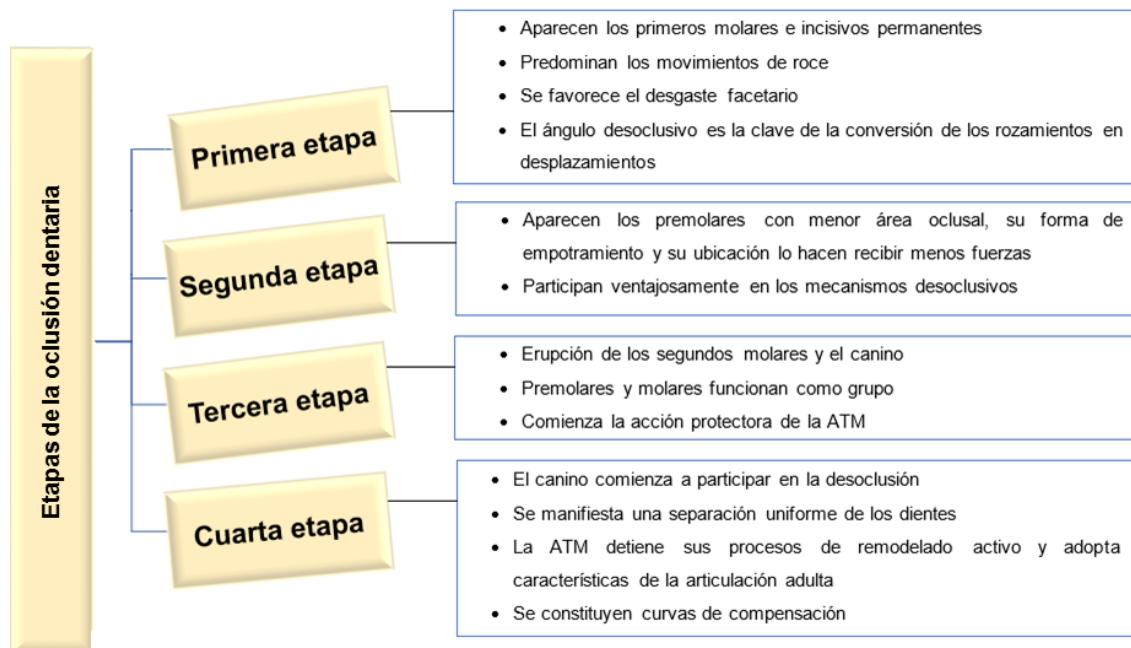 Etapas de la oclusión dentaria
Primera etapa
• Aparecen los primeros molares e incisivos permanentes
• Predominan los movimientos de roce
• Se favorece el desgaste facetario
• El ángulo desoclusivo es la clave de la conversión de los rozamientos en
desplazamientos
Segunda etapa
• Aparecen los premolares con menor área oclusal, su forma de
empotramiento y su ubicación lo hacen recibir menos fuerzas
• Participan ventajosamente en los mecanismos desoclusivos
Tercera etapa
• Erupción de los segundos molares y el canino
• Premolares y molares funcionan como grupo
• Comienza la acción protectora de la ATM
Cuarta etapa
• El canino comienza a participar en la desoclusión
• Se manifiesta una separación uniforme de los dientes
• La ATM detiene sus procesos de remodelado activo y adopta
características de la articulación adulta
• Se constituyen curvas de compensación